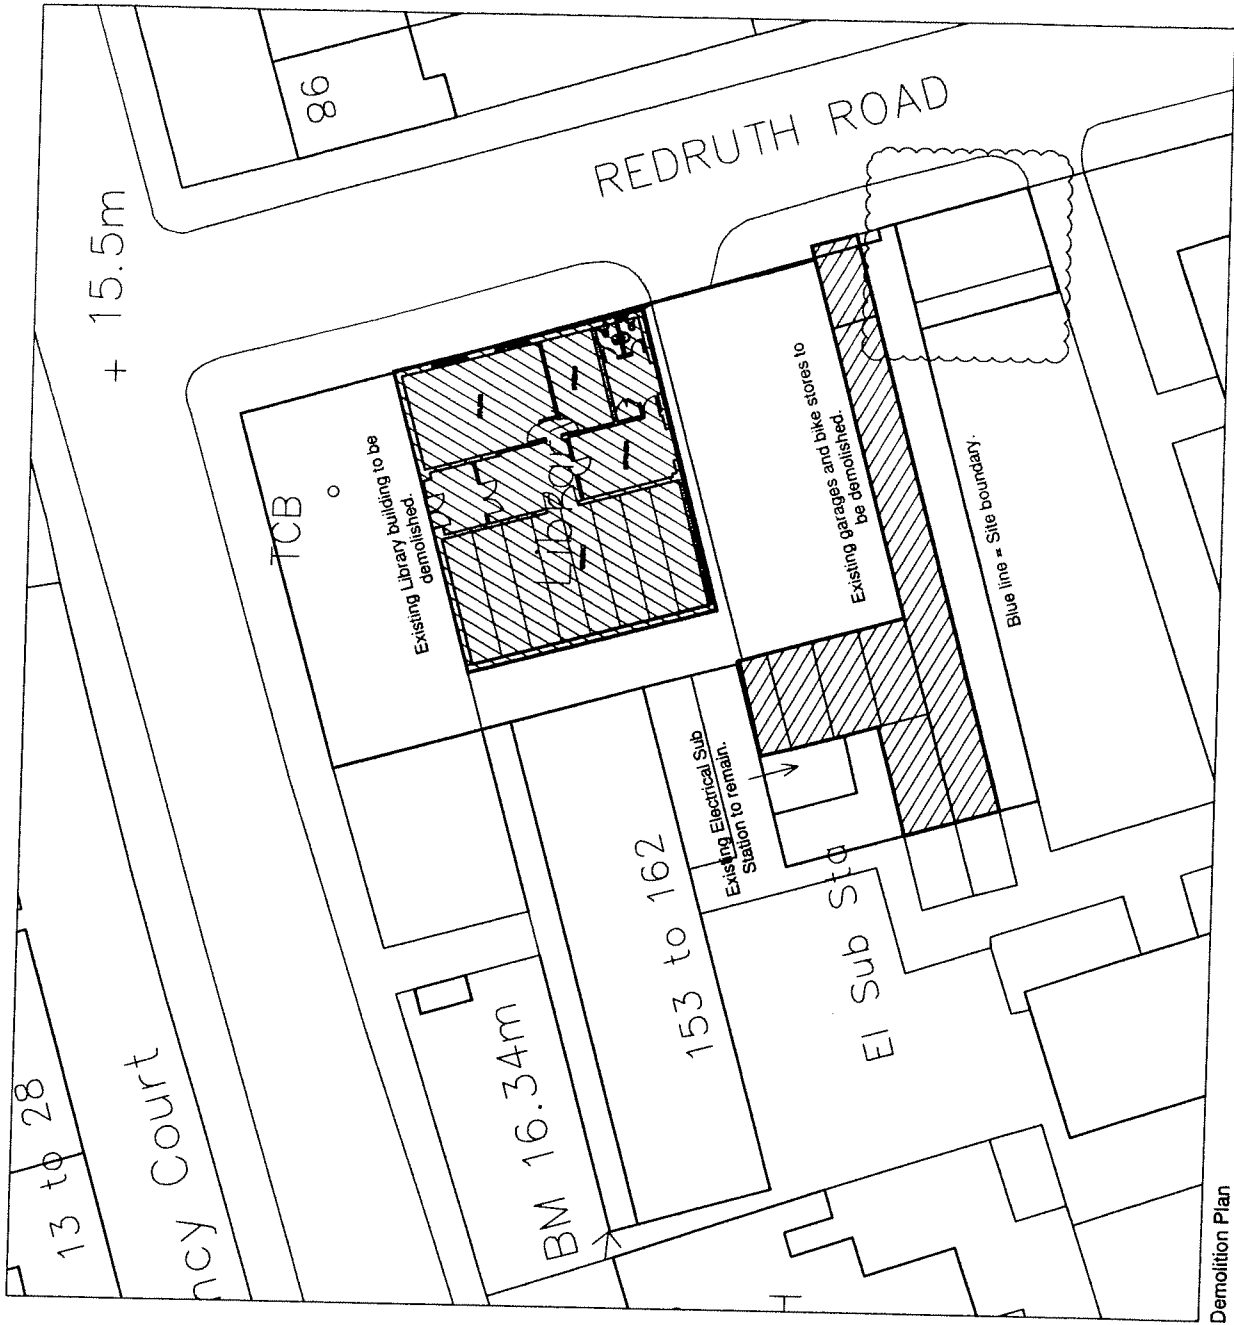 86
+ 15.5m
REDRUTH ROAD
TCB
Existing Library building to be
demolished.
Library
Existing garages and bike stores to
be demolished.
Blue line = Site boundary.
Existing Electrical Sub
Station to remain.
El Sub Sta
153 to 162
BM 16.34m
13 to 28
ncy Court
H
Demolition Plan